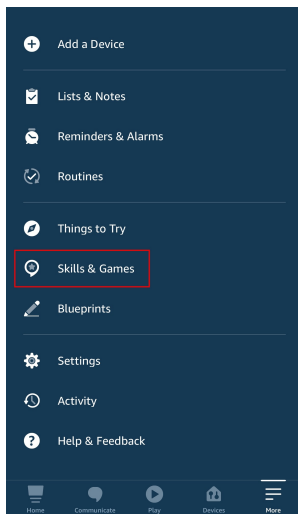 Add a Device
Lists & Notes
Reminders & Alarms
Routines
Things to Try
Skills & Games
Blueprints
Settings
Activity
Help & Feedback
Home Communicate Play Devices More